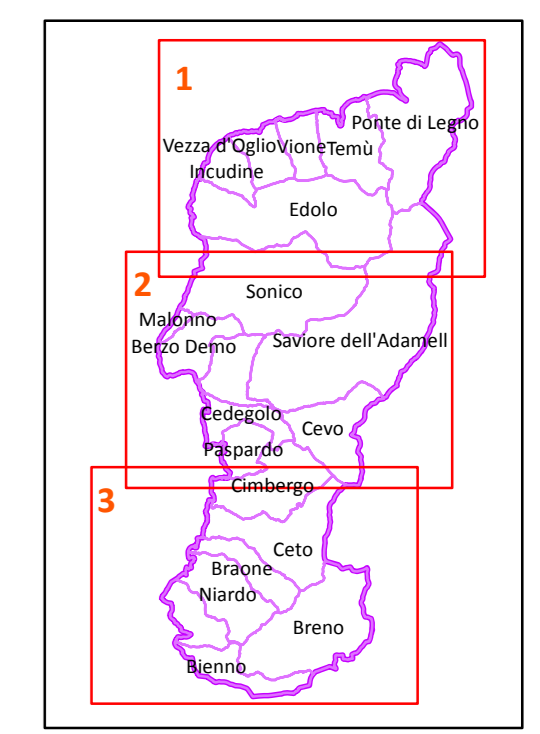 1
Ponte di Legno
Vezza d'Oglio Vione Temù
Incudine
Edolo
2
Sonico
Malonno
Saviore dell'Adamell
Berzo Demo
Cedegolo
Cevo
Paspardo
Cimbergo
3
Ceto
Braone
Niardo
Breno
Bienno